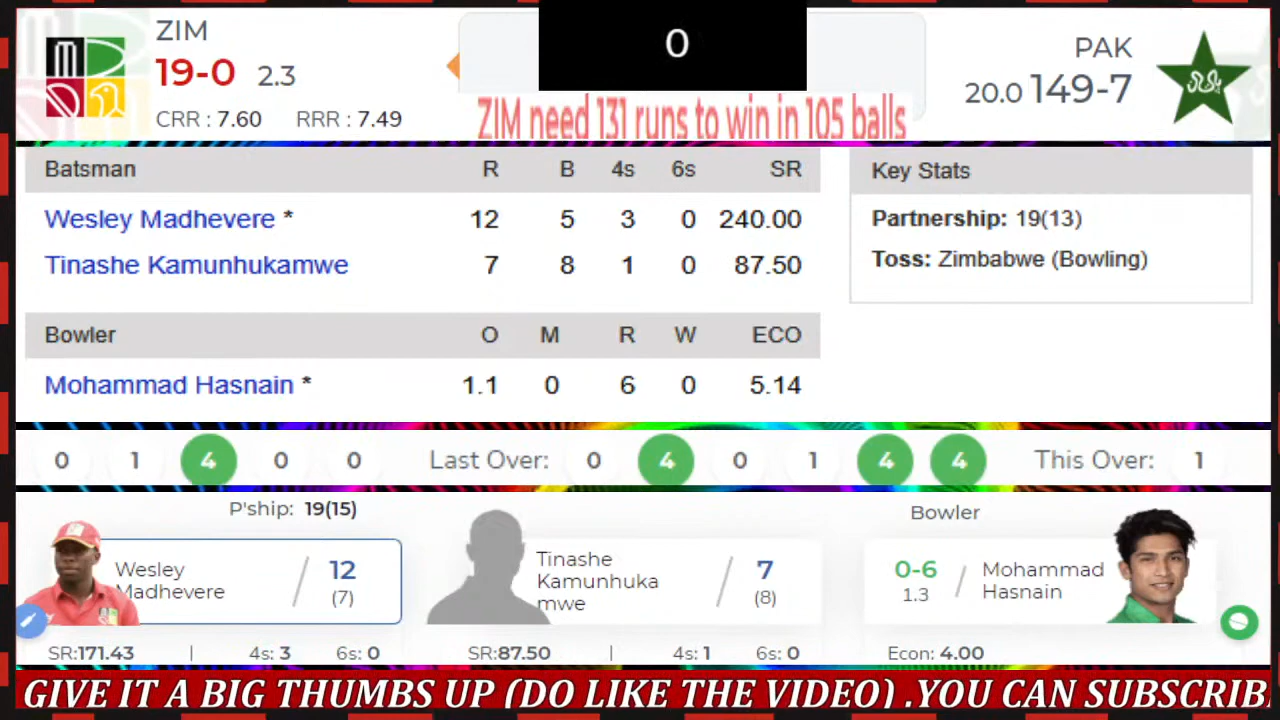 ZIM
19-0 2.3
CRR : 7.60 RRR : 7.49
0
ZIM need 131 runs to win in 105 balls
PAK
20.0 149-7
Batsman R B 4s 6s SR
Wesley Madhevere * 12 5 3 0 240.00
Tinashe Kamunhukamwe 7 8 1 0 87.50
Bowler O M R W ECO
Mohammad Hasnain * 1.1 0 6 0 5.14
Key Stats
Partnership: 19(13)
Toss: Zimbabwe (Bowling)
0 1 4 0 0 Last Over: 0 4 0 1 4 4 This Over: 1
P'ship: 19(15)
Wesley
Madhevere
12
(7)
SR:171.43 | 4s: 3 6s: 0
Tinashe
Kamunhuka
mwe
7
(8)
SR:87.50 | 4s: 1 6s: 0
Bowler
0-6
1.3
Mohammad
Hasnain
Econ: 4.00
GIVE IT A BIG THUMBS UP (DO LIKE THE VIDEO) .YOU CAN SUBSCRIB